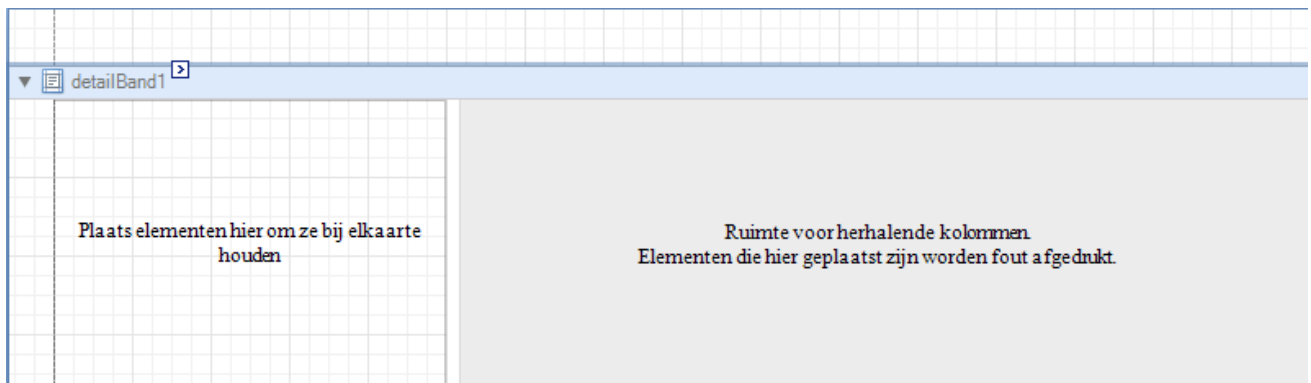 detailBand1
Plaats elementen hier om ze bij elkaarte
houden
Ruimte voor herhalende kolommen.
Elementen die hier geplaatst zijn worden fout afgedrukt.